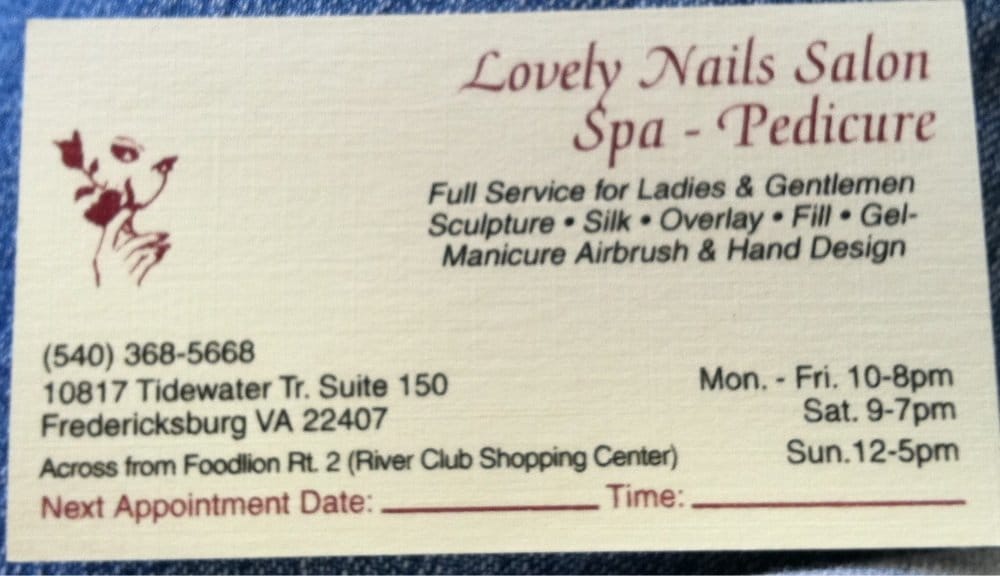 Lovely Nails Salon
Spa - Pedicure
Full Service for Ladies & Gentlemen
Sculpture • Silk • Overlay • Fill • Gel-
Manicure Airbrush & Hand Design
(540) 368-5668
10817 Tidewater Tr. Suite 150
Fredericksburg VA 22407
Across from Foodlion Rt. 2 (River Club Shopping Center)
Mon. - Fri. 10-8pm
Sat. 9-7pm
Sun.12-5pm
Next Appointment Date: ____________ Time: ________________